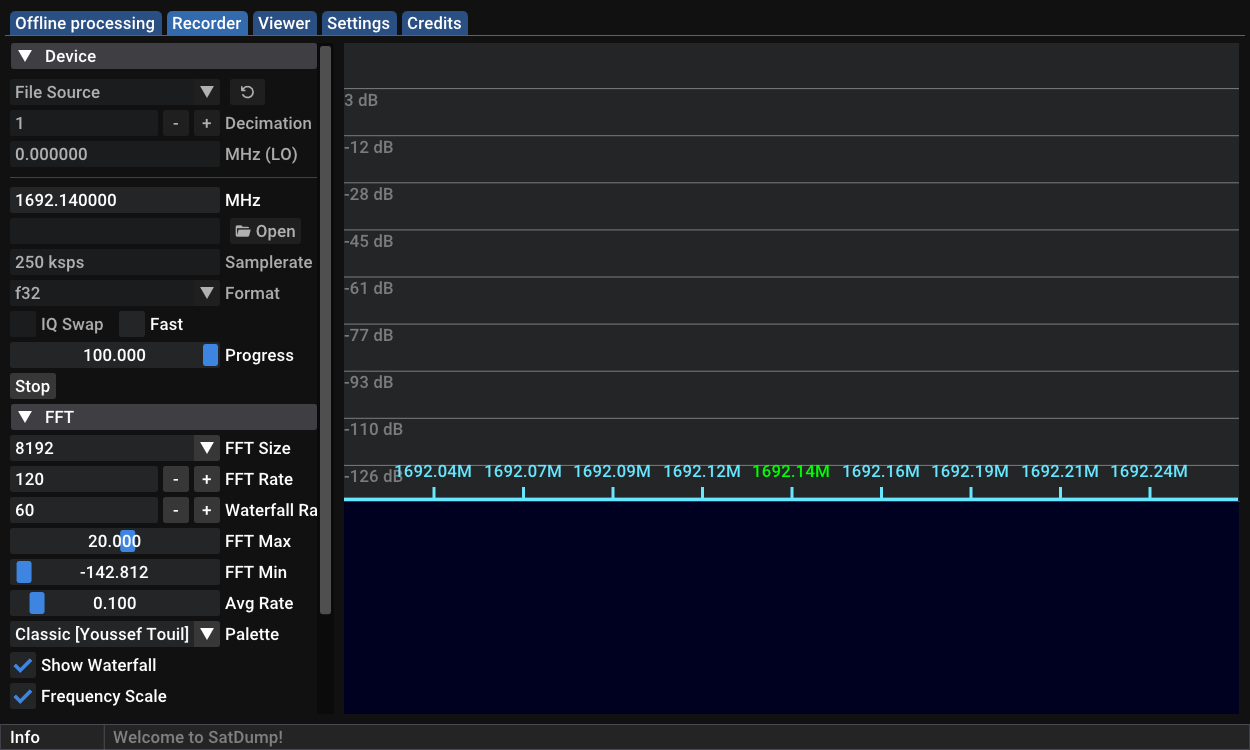 Offline processing Recorder Viewer Settings Credits
Device
File Source
1 - + Decimation
0.000000 MHz (LO)
1692.140000 MHz
Open
250 ksps Samplerate
f32 Format
IQ Swap Fast
100.000 Progress
Stop
FFT
8192 FFT Size
120 - + FFT Rate
60 - + Waterfall Ra
20.000 FFT Max
-142.812 FFT Min
0.100 Avg Rate
Classic [Youssef Touil] Palette
Show Waterfall
Frequency Scale
3 dB
-12 dB
-28 dB
-45 dB
-61 dB
-77 dB
-93 dB
-110 dB
-126 dB
1692.04M 1692.07M 1692.09M 1692.12M 1692.14M 1692.16M 1692.19M 1692.21M 1692.24M
Info Welcome to SatDump!